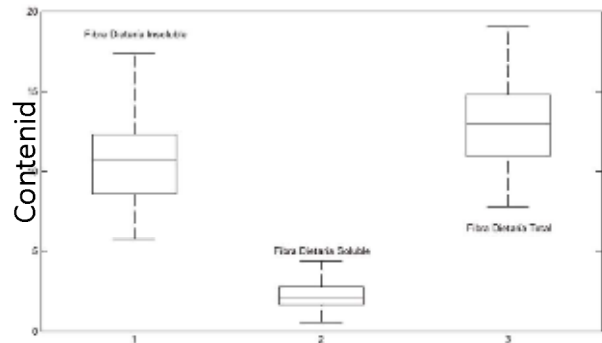 20
Fibra Dietaria Insoluble
15
Contenid
10
Fibra Dietaria Total
Fibra Dietaria Soluble
5
0
1 2 3